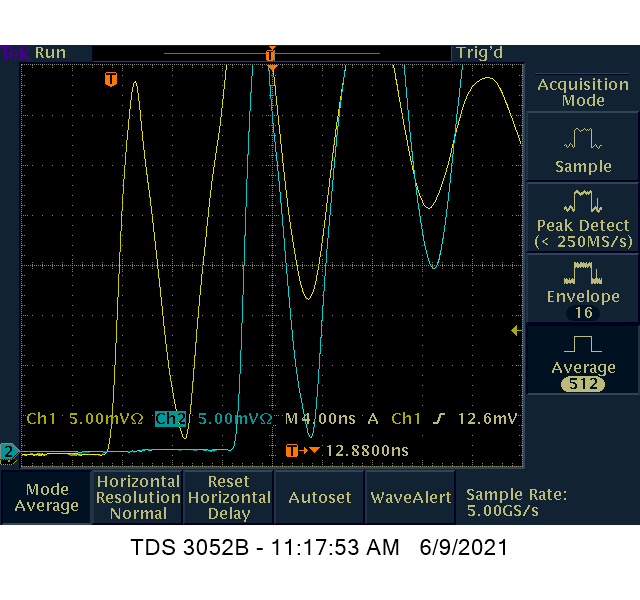 Tek Run Trig'd
T
T
Acquisition
Mode
Sample
Peak Detect
(< 250MS/s)
Envelope
16
Average
512
Ch1 5.00mVΩ Ch2 5.00mVΩ M 4.00ns A Ch1 12.6mV
2
T 12.8800ns
Mode
Average
Horizontal
Resolution
Normal
Reset
Horizontal
Delay
Autoset
WaveAlert
Sample Rate:
5.00GS/s
TDS 3052B - 11:17:53 AM 6/9/2021